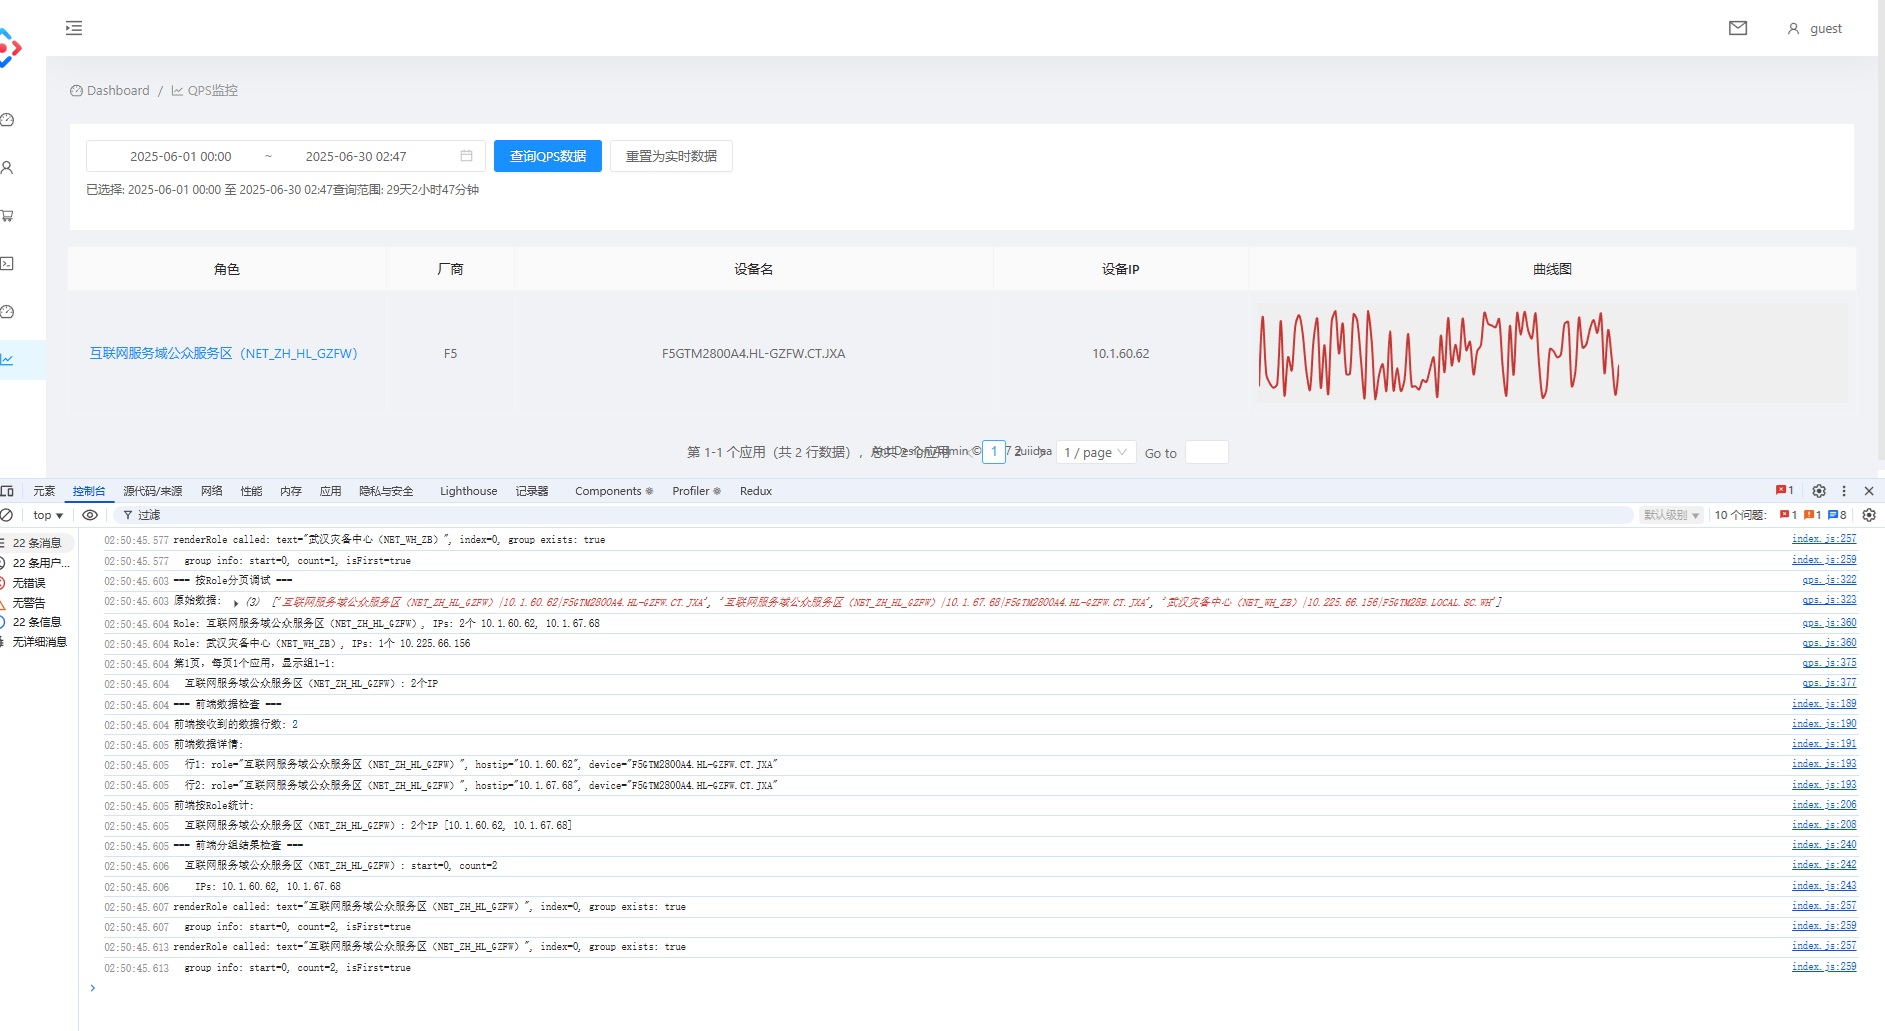 guest
Dashboard / QPS监控
2025-06-01 00:00 ~ 2025-06-30 02:47 查询QPS数据 重置为实时数据
已选择: 2025-06-01 00:00 至 2025-06-30 02:47查询范围: 29天2小时47分钟
角色 厂商 设备名 设备IP 曲线图
互联网服务域公众服务区（NET_ZH_HL_GZFW） F5 F5GTM2800A4.HL-GZFW.CT.JXA 10.1.60.62
第 1-1 个应用（共 2 行数据）, 总共 2 个应用 Ant Design Admin © 1 7 zuiidea 1 / page Go to
元素 控制台 源代码/来源 网络 性能 内存 应用 隐私与安全 Lighthouse 记录器 Components Profiler Redux 1
top 过滤 默认级别 10 个问题: 1 1 8
22 条消息
22 条用户...
无错误
无警告
22 条信息
无详细消息
02:50:45.577 renderRole called: text="武汉灾备中心（NET_WH_ZB）", index=0, group exists: true index.js:257
02:50:45.577 group info: start=0, count=1, isFirst=true index.js:259
02:50:45.603 === 按Role分页调试 === qps.js:322
02:50:45.603 原始数据: (3) ["互联网服务域公众服务区（NET_ZH_HL_GZFW）|10.1.60.62|F5GTM2800A4.HL-GZFW.CT.JXA", "互联网服务域公众服务区（NET_ZH_HL_GZFW）|10.1.67.68|F5GTM2800A4.HL-GZFW.CT.JXA", "武汉灾备中心（NET_WH_ZB）|10.225.66.156|F5GTM28B.LOCAL.SC.WH"] qps.js:323
02:50:45.604 Role: 互联网服务域公众服务区（NET_ZH_HL_GZFW）, IPs: 2个 10.1.60.62, 10.1.67.68 qps.js:360
02:50:45.604 Role: 武汉灾备中心（NET_WH_ZB）, IPs: 1个 10.225.66.156 qps.js:360
02:50:45.604 第1页，每页1个应用，显示组1-1: qps.js:375
02:50:45.604 互联网服务域公众服务区（NET_ZH_HL_GZFW）: 2个IP qps.js:377
02:50:45.604 === 前端数据检查 === index.js:189
02:50:45.604 前端接收到的数据行数: 2 index.js:190
02:50:45.605 前端数据详情: index.js:191
02:50:45.605 行1: role="互联网服务域公众服务区（NET_ZH_HL_GZFW）", hostip="10.1.60.62", device="F5GTM2800A4.HL-GZFW.CT.JXA" index.js:193
02:50:45.605 行2: role="互联网服务域公众服务区（NET_ZH_HL_GZFW）", hostip="10.1.67.68", device="F5GTM2800A4.HL-GZFW.CT.JXA" index.js:193
02:50:45.605 前端按Role统计: index.js:206
02:50:45.605 互联网服务域公众服务区（NET_ZH_HL_GZFW）: 2个IP [10.1.60.62, 10.1.67.68] index.js:208
02:50:45.605 === 前端分组结果检查 === index.js:240
02:50:45.606 互联网服务域公众服务区（NET_ZH_HL_GZFW）: start=0, count=2 index.js:242
02:50:45.606 IPs: 10.1.60.62, 10.1.67.68 index.js:243
02:50:45.607 renderRole called: text="互联网服务域公众服务区（NET_ZH_HL_GZFW）", index=0, group exists: true index.js:257
02:50:45.607 group info: start=0, count=2, isFirst=true index.js:259
02:50:45.613 renderRole called: text="互联网服务域公众服务区（NET_ZH_HL_GZFW）", index=0, group exists: true index.js:257
02:50:45.613 group info: start=0, count=2, isFirst=true index.js:259